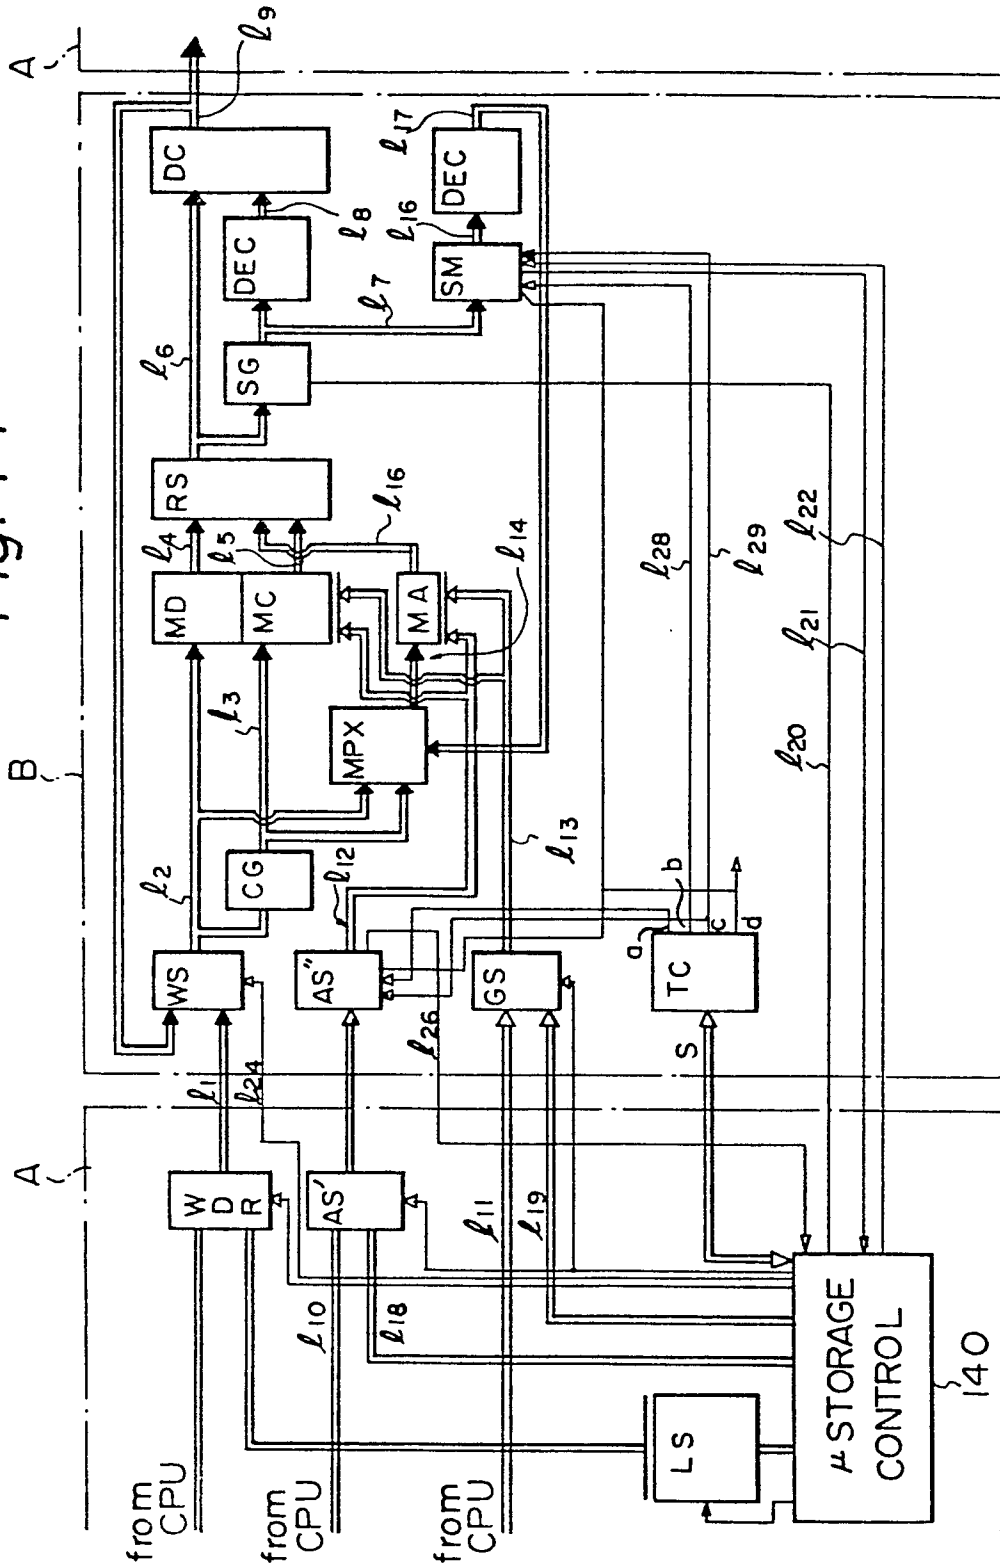 A
B
A
ℓ9
DC
ℓ8
DEC
ℓ17
DEC
ℓ16
SM
ℓ7
ℓ6
SG
RS
ℓ4
ℓ5
ℓ16
ℓ14
MD
MC
MA
ℓ28
ℓ29
ℓ22
ℓ21
ℓ20
ℓ3
MPX
ℓ2
CG
ℓ12
ℓ13
WS
AS"
GS
a
b
c
d
TC
ℓ26
S
ℓ1
ℓ24
WDR
AS'
ℓ10
ℓ18
ℓ11
ℓ19
from CPU
from CPU
from CPU
LS
μ STORAGE
CONTROL
140